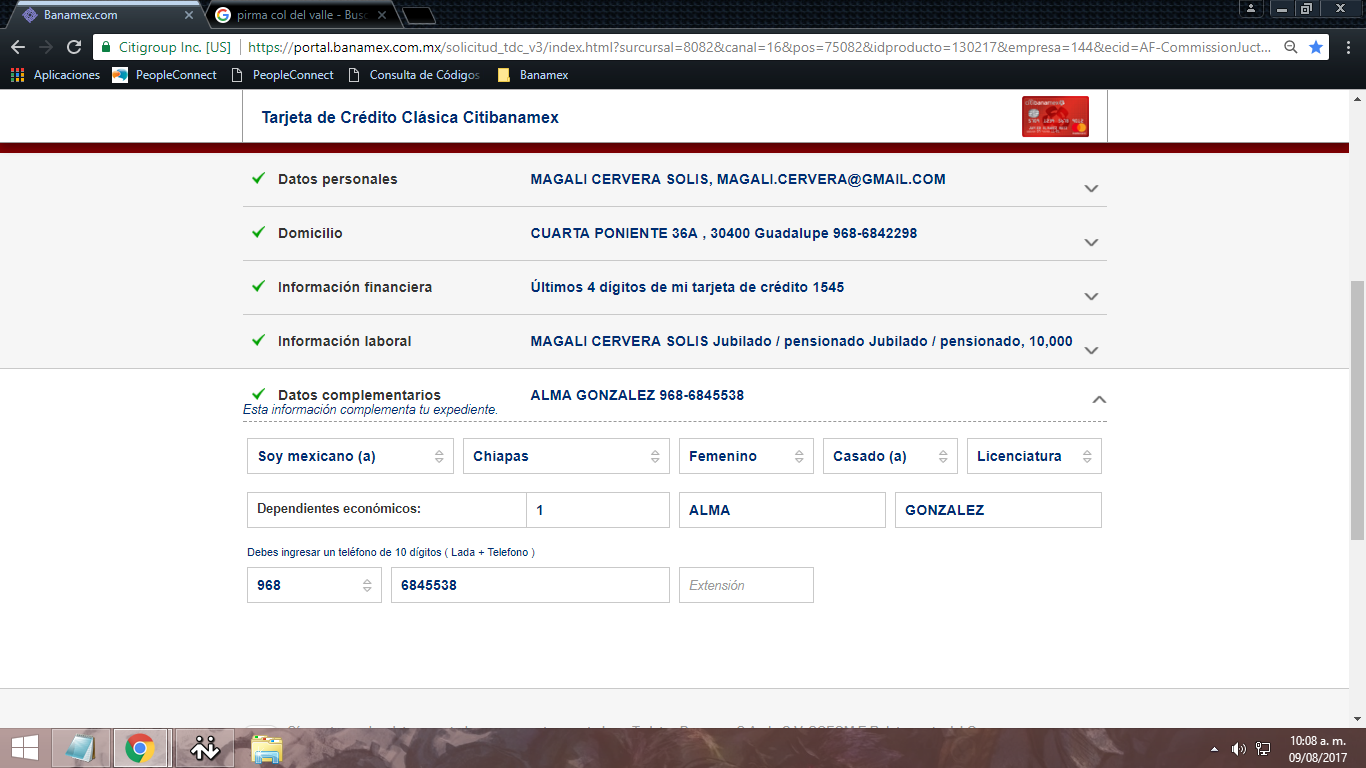 Banamex.com
pirma col del valle - Busc
Citigroup Inc. [US]
https://portal.banamex.com.mx/solicitud_tdc_v3/index.html?surcursal=8082&canal=16&pos=75082&idproducto=130217&empresa=144&ecid=AF-CommissionJuct...
Aplicaciones PeopleConnect PeopleConnect Consulta de Códigos Banamex
Tarjeta de Crédito Clásica Citibanamex
Datos personales MAGALI CERVERA SOLIS, MAGALI.CERVERA@GMAIL.COM
Domicilio CUARTA PONIENTE 36A , 30400 Guadalupe 968-6842298
Información financiera Últimos 4 dígitos de mi tarjeta de crédito 1545
Información laboral MAGALI CERVERA SOLIS Jubilado / pensionado Jubilado / pensionado, 10,000
Datos complementarios ALMA GONZALEZ 968-6845538
Esta información complementa tu expediente.
Soy mexicano (a) Chiapas Femenino Casado (a) Licenciatura
Dependientes económicos: 1 ALMA GONZALEZ
Debes ingresar un teléfono de 10 dígitos ( Lada + Telefono )
968 6845538 Extensión
10:08 a. m.
09/08/2017